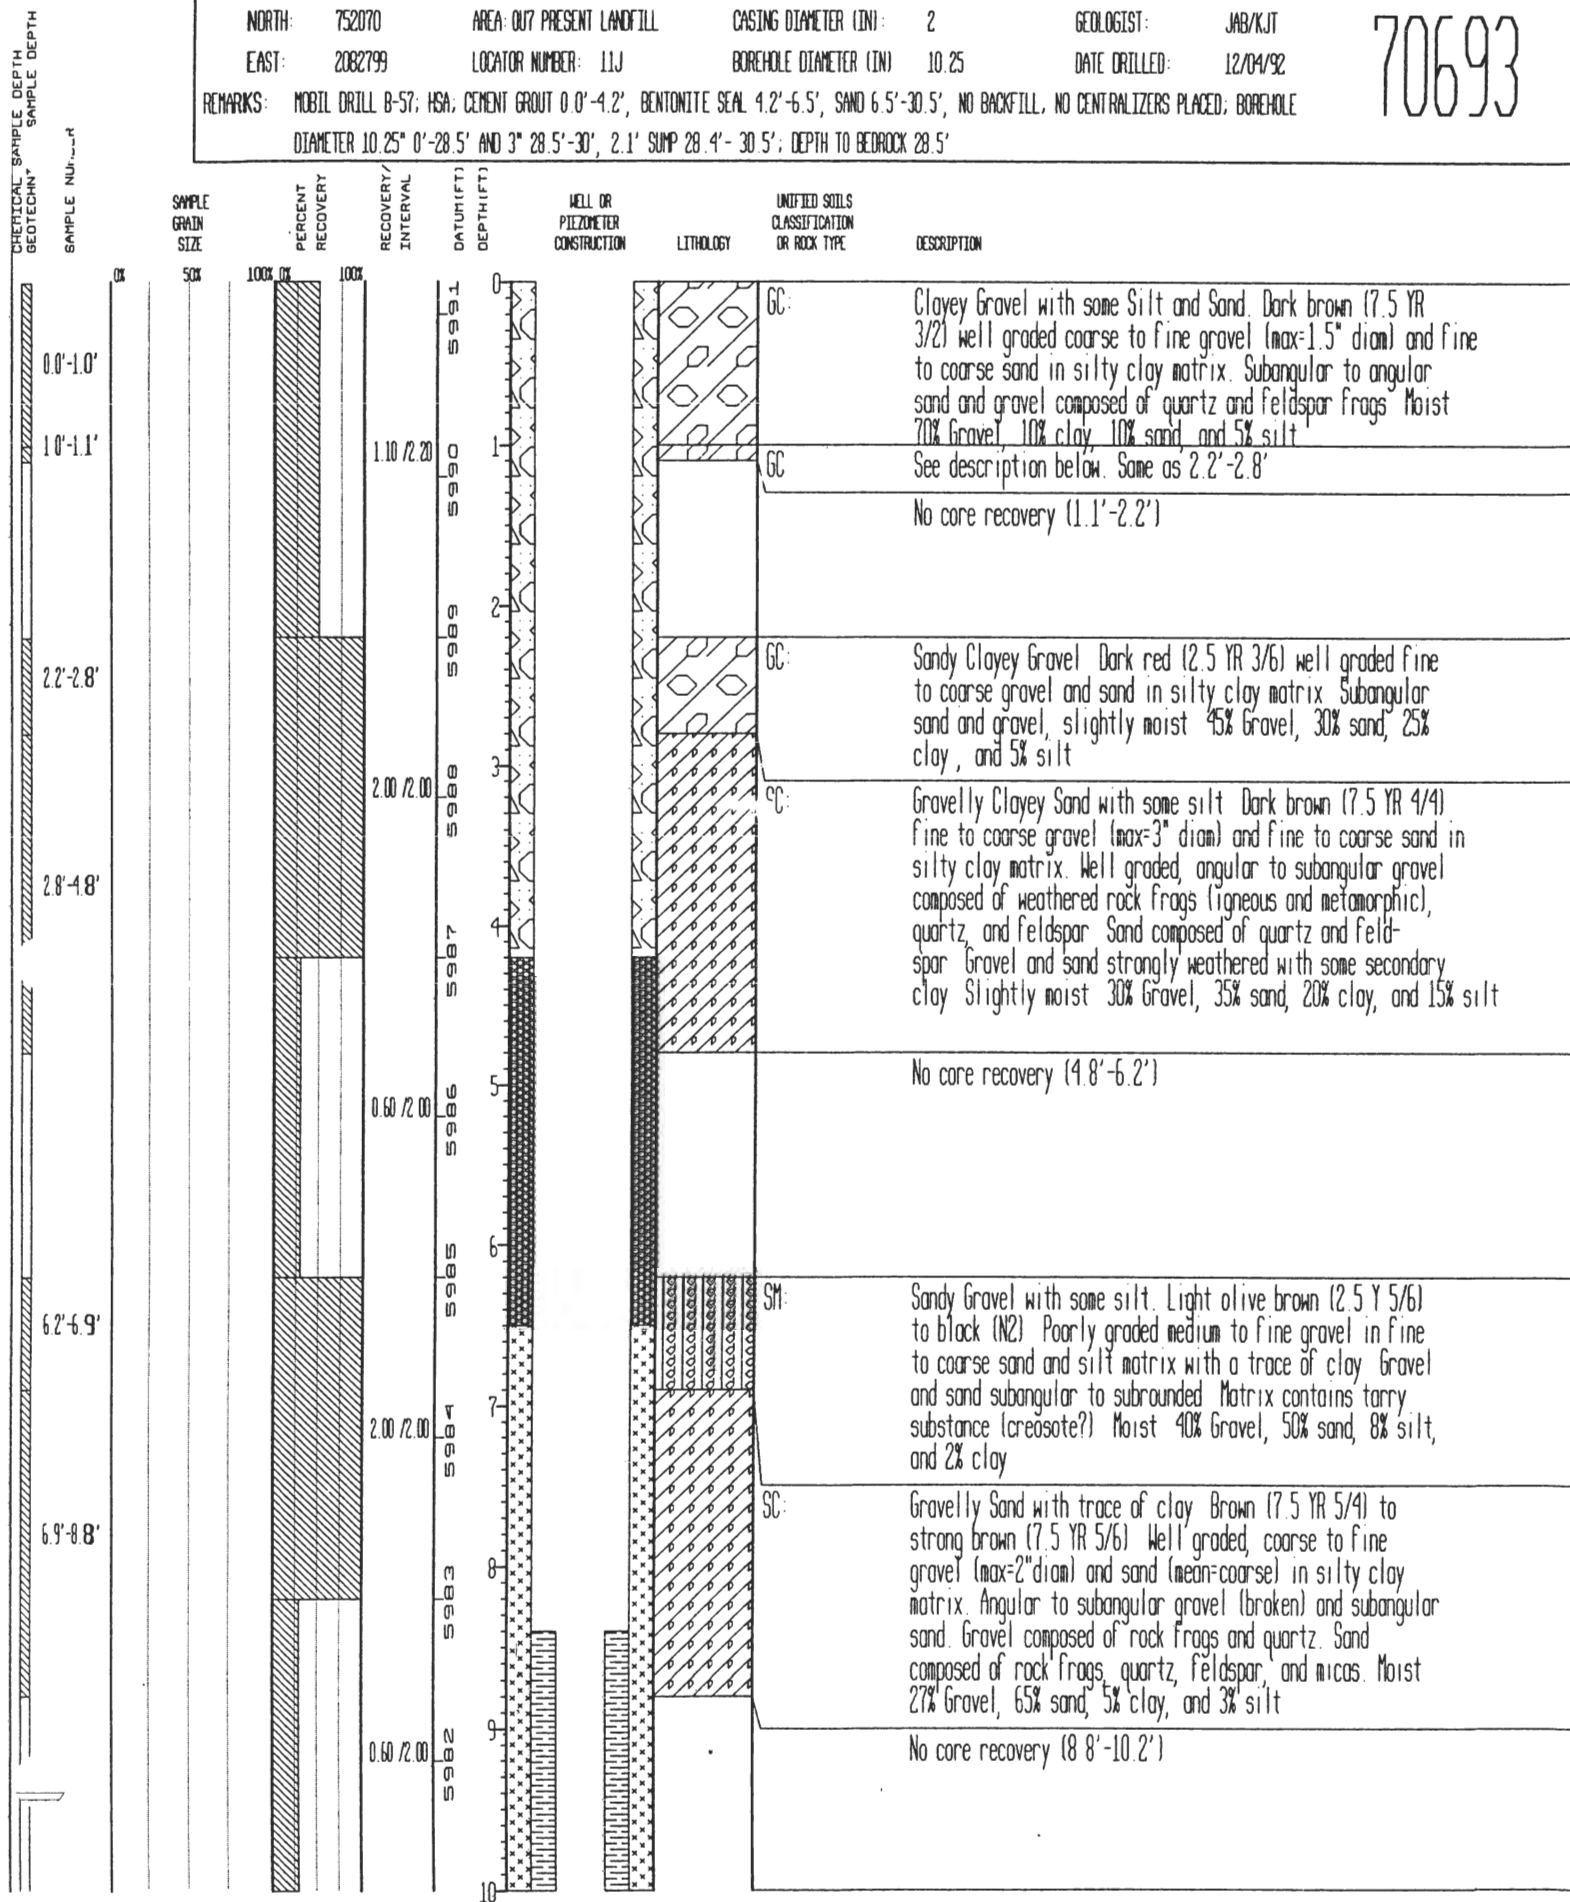 NORTH: 752070 AREA: OU7 PRESENT LANDFILL CASING DIAMETER (IN): 2 GEOLOGIST: JAB/KJT
70693
EAST: 2082799 LOCATOR NUMBER: 11J BOREHOLE DIAMETER (IN) 10.25 DATE DRILLED: 12/04/92
REMARKS: MOBIL DRILL B-57; HSA; CEMENT GROUT 0.0'-4.2', BENTONITE SEAL 4.2'-6.5', SAND 6.5'-30.5', NO BACKFILL, NO CENTRALIZERS PLACED; BOREHOLE
DIAMETER 10.25" 0'-28.5' AND 3" 28.5'-30', 2.1' SUMP 28.4'- 30.5'; DEPTH TO BEDROCK 28.5'
CHEMICAL SAMPLE DEPTH
SAMPLE DEPTH
SAMPLE
SAMPLE
GRAIN
SIZE
PERCENT
RECOVERY
RECOVERY/
INTERVAL
DATUM(FT)
DEPTH(FT)
WELL OR
PIEZOMETER
CONSTRUCTION
LITHOLOGY
UNIFIED SOILS
CLASSIFICATION
OR ROCK TYPE
DESCRIPTION
0% 50% 100% 0% 100%
0.0'-1.0'
1 0'-1.1'
2.2'-2.8'
2.8'-4.8'
6.2'-6.9'
6.9'-8.8'
1.10 /2.20
2.00 /2.00
0.60 /2 00
2.00 /2.00
0.60 /2.00
5991
5990
5989
5988
5987
5986
5985
5984
5983
5982
0
1
2
3
4
5
6
7
8
9
10
GC: Clayey Gravel with some Silt and Sand. Dark brown (7.5 YR
3/2) well graded coarse to fine gravel (max=1.5" diam) and fine
to coarse sand in silty clay matrix. Subangular to angular
sand and gravel composed of quartz and feldspar frags Moist
70% Gravel, 10% clay, 10% sand, and 5% silt
GC See description below. Same as 2.2'-2.8'
No core recovery (1.1'-2.2')
GC: Sandy Clayey Gravel Dark red (2.5 YR 3/6) well graded fine
to coarse gravel and sand in silty clay matrix Subangular
sand and gravel, slightly moist 45% Gravel, 30% sand, 25%
clay, and 5% silt
C: Gravelly Clayey Sand with some silt Dark brown (7.5 YR 4/4)
fine to coarse gravel (max=3" diam) and fine to coarse sand in
silty clay matrix. Well graded, angular to subangular gravel
composed of weathered rock frags (igneous and metamorphic),
quartz, and feldspar Sand composed of quartz and feld-
spar Gravel and sand strongly weathered with some secondary
clay Slightly moist 30% Gravel, 35% sand, 20% clay, and 15% silt
No core recovery (4.8'-6.2')
SM: Sandy Gravel with some silt. Light olive brown (2.5 Y 5/6)
to black (N2) Poorly graded medium to fine gravel in fine
to coarse sand and silt matrix with a trace of clay Gravel
and sand subangular to subrounded Matrix contains tarry
substance (creosote?) Moist 40% Gravel, 50% sand, 8% silt,
and 2% clay
SC: Gravelly Sand with trace of clay Brown (7.5 YR 5/4) to
strong brown (7.5 YR 5/6) Well graded, coarse to fine
gravel (max=2"diam) and sand (mean=coarse) in silty clay
matrix. Angular to subangular gravel (broken) and subangular
sand. Gravel composed of rock frags and quartz. Sand
composed of rock frags, quartz, feldspar, and micas. Moist
27% Gravel, 65% sand, 5% clay, and 3% silt
No core recovery (8 8'-10.2')